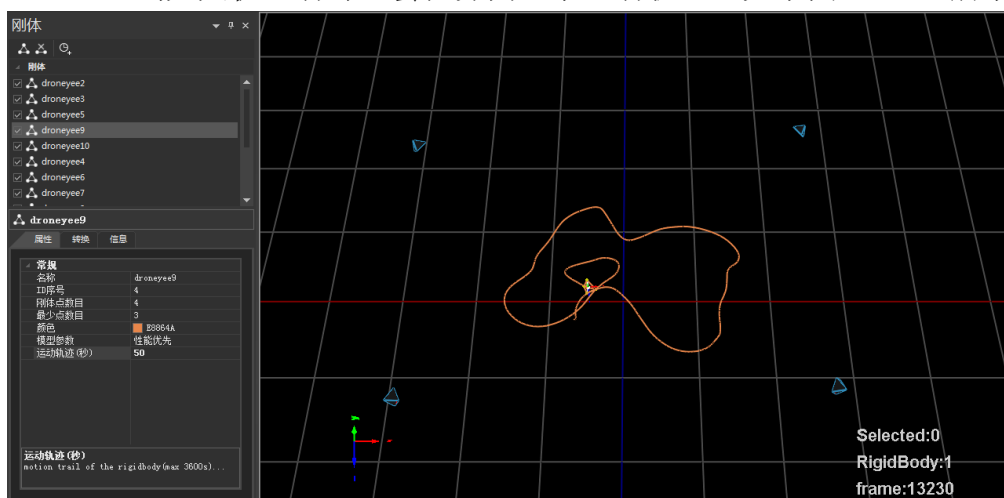 刚体
刚体
droneyee2
droneyee3
droneyee5
droneyee9
droneyee10
droneyee4
droneyee6
droneyee7
droneyee9
属性 转换 信息
常规
名称 droneyee9
ID序号 4
刚体点数目 4
最少点数目 3
颜色 E8864A
模型参数 性能优先
运动轨迹(秒) 50
运动轨迹(秒)
motion trail of the rigidbody(max 3600s)...
Selected:0
RigidBody:1
frame:13230